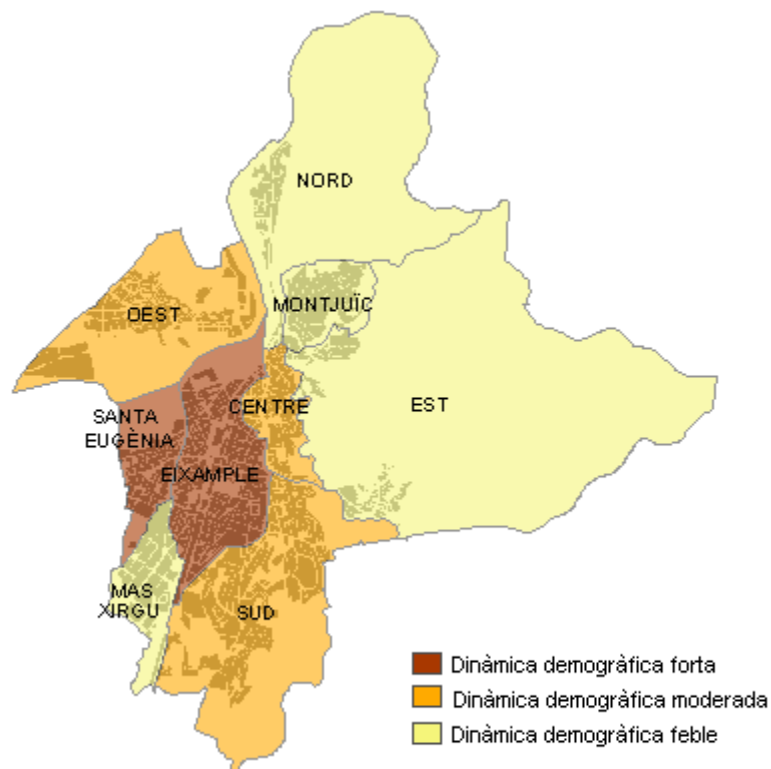 NORD
MONTJUÏC
OEST
CENTRE
EST
SANTA
EUGÈNIA
EIXAMPLE
MAS
XIRGU
SUD
Dinàmica demogràfica forta
Dinàmica demogràfica moderada
Dinàmica demogràfica feble